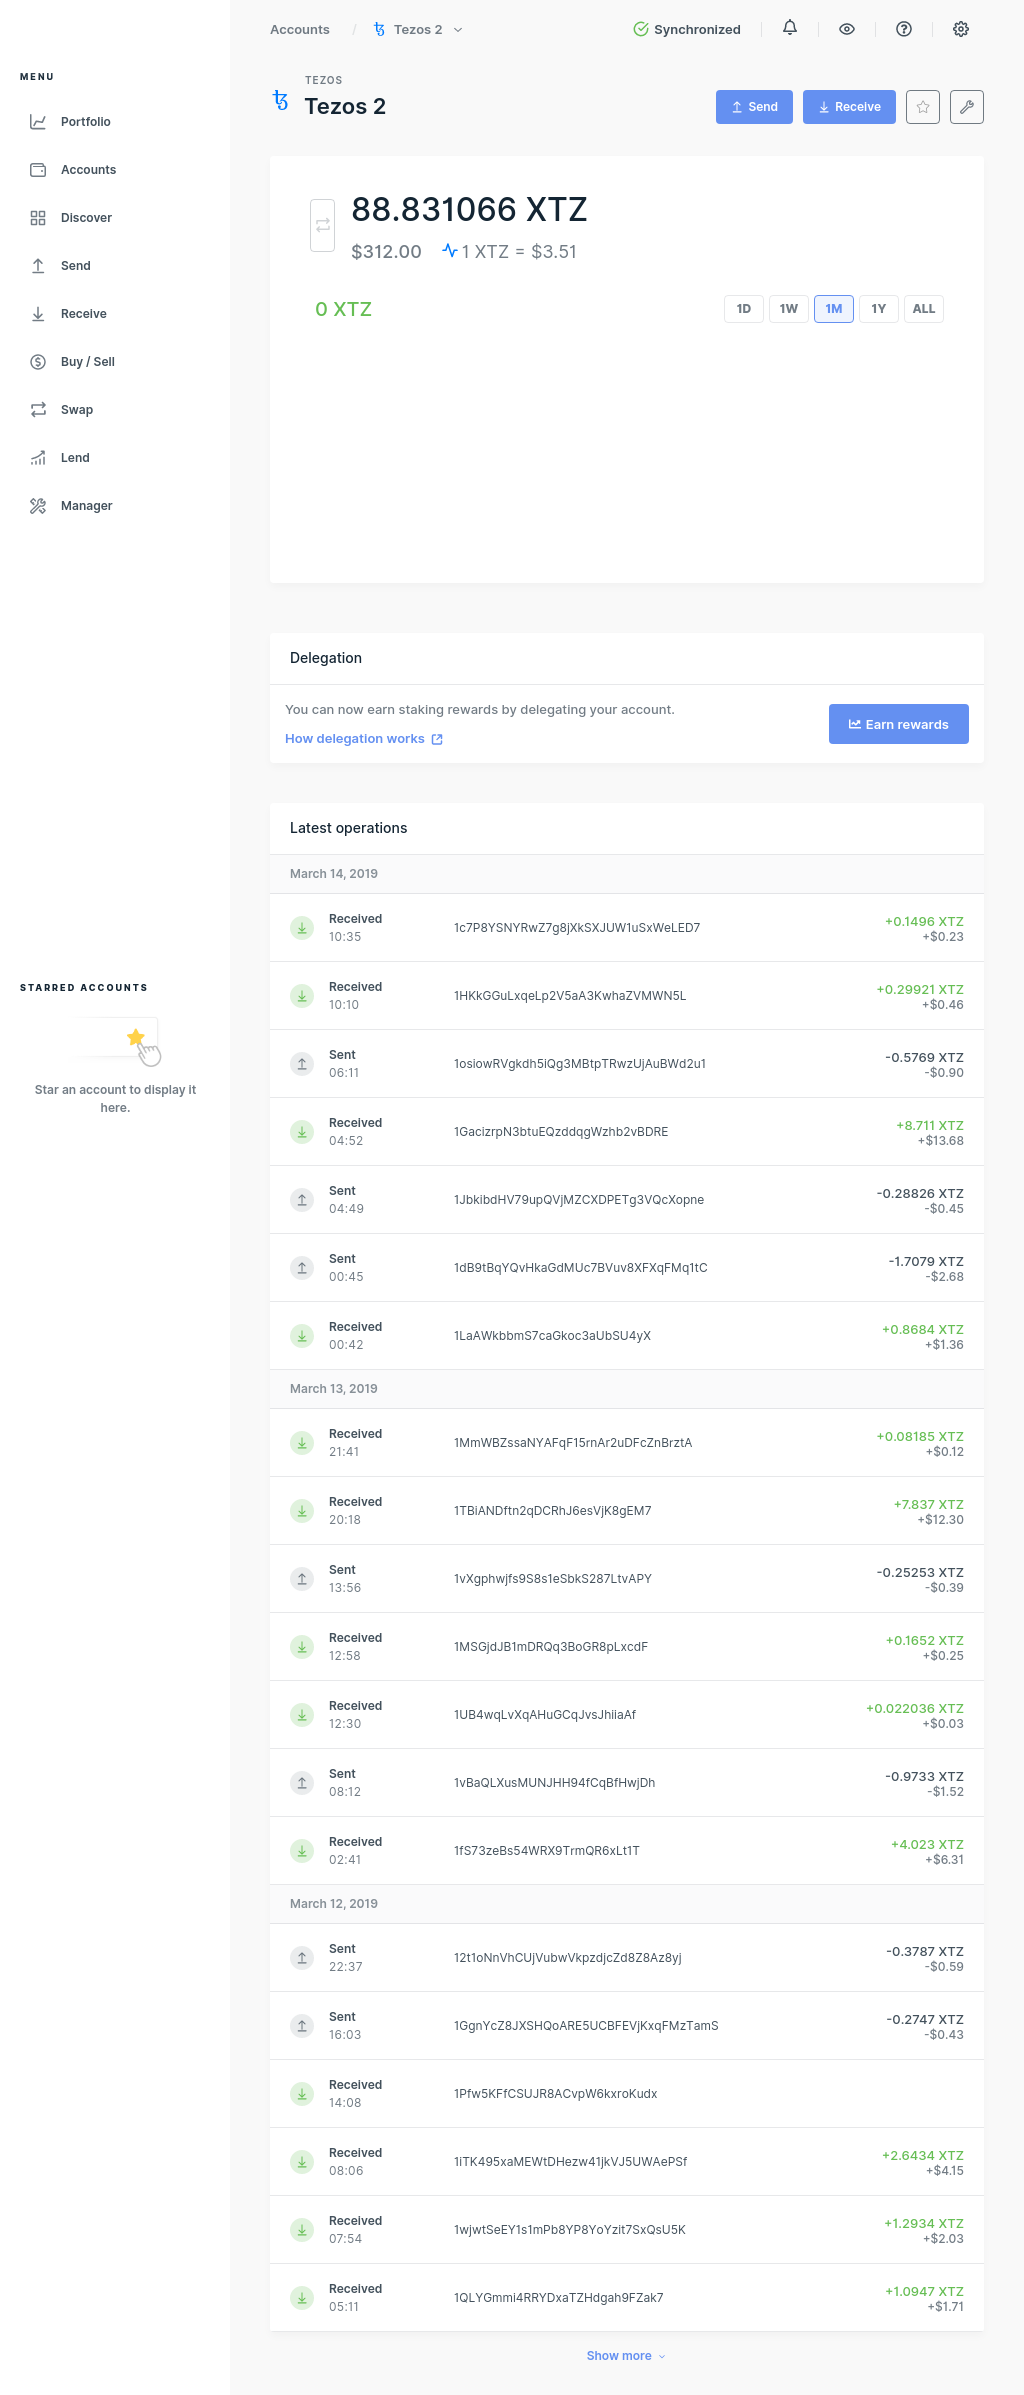 Accounts / Tezos 2
Synchronized
MENU
Portfolio
Accounts
Discover
Send
Receive
Buy / Sell
Swap
Lend
Manager
STARRED ACCOUNTS
Star an account to display it
here.
TEZOS
Tezos 2
Send
Receive
88.831066 XTZ
$312.00 1 XTZ = $3.51
0 XTZ
1D 1W 1M 1Y ALL
Delegation
You can now earn staking rewards by delegating your account.
How delegation works
Earn rewards
Latest operations
March 14, 2019
Received
10:35
1c7P8YSNYRwZ7g8jXkSXJUW1uSxWeLED7
+0.1496 XTZ
+$0.23
Received
10:10
1HKkGGuLxqeLp2V5aA3KwhaZVMWN5L
+0.29921 XTZ
+$0.46
Sent
06:11
1osiowRVgkdh5iQg3MBtpTRwzUjAuBWd2u1
-0.5769 XTZ
-$0.90
Received
04:52
1GacizrpN3btuEQzddqgWzhb2vBDRE
+8.711 XTZ
+$13.68
Sent
04:49
1JbkibdHV79upQVjMZCXDPETg3VQcXopne
-0.28826 XTZ
-$0.45
Sent
00:45
1dB9tBqYQvHkaGdMUc7BVuv8XFXqFMq1tC
-1.7079 XTZ
-$2.68
Received
00:42
1LaAWkbbmS7caGkoc3aUbSU4yX
+0.8684 XTZ
+$1.36
March 13, 2019
Received
21:41
1MmWBZssaNYAFqF15rnAr2uDFcZnBrztA
+0.08185 XTZ
+$0.12
Received
20:18
1TBiANDftn2qDCRhJ6esVjK8gEM7
+7.837 XTZ
+$12.30
Sent
13:56
1vXgphwjfs9S8s1eSbkS287LtvAPY
-0.25253 XTZ
-$0.39
Received
12:58
1MSGjdJB1mDRQq3BoGR8pLxcdF
+0.1652 XTZ
+$0.25
Received
12:30
1UB4wqLvXqAHuGCqJvsJhiiaAf
+0.022036 XTZ
+$0.03
Sent
08:12
1vBaQLXusMUNJHH94fCqBfHwjDh
-0.9733 XTZ
-$1.52
Received
02:41
1fS73zeBs54WRX9TrmQR6xLt1T
+4.023 XTZ
+$6.31
March 12, 2019
Sent
22:37
12t1oNnVhCUjVubwVkpzdjcZd8Z8Az8yj
-0.3787 XTZ
-$0.59
Sent
16:03
1GgnYcZ8JXSHQoARE5UCBFEVjKxqFMzTamS
-0.2747 XTZ
-$0.43
Received
14:08
1Pfw5KFfCSUJR8ACvpW6kxroKudx
Received
08:06
1iTK495xaMEWtDHezw41jkVJ5UWAePSf
+2.6434 XTZ
+$4.15
Received
07:54
1wjwtSeEY1s1mPb8YP8YoYzit7SxQsU5K
+1.2934 XTZ
+$2.03
Received
05:11
1QLYGmmi4RRYDxaTZHdgah9FZak7
+1.0947 XTZ
+$1.71
Show more